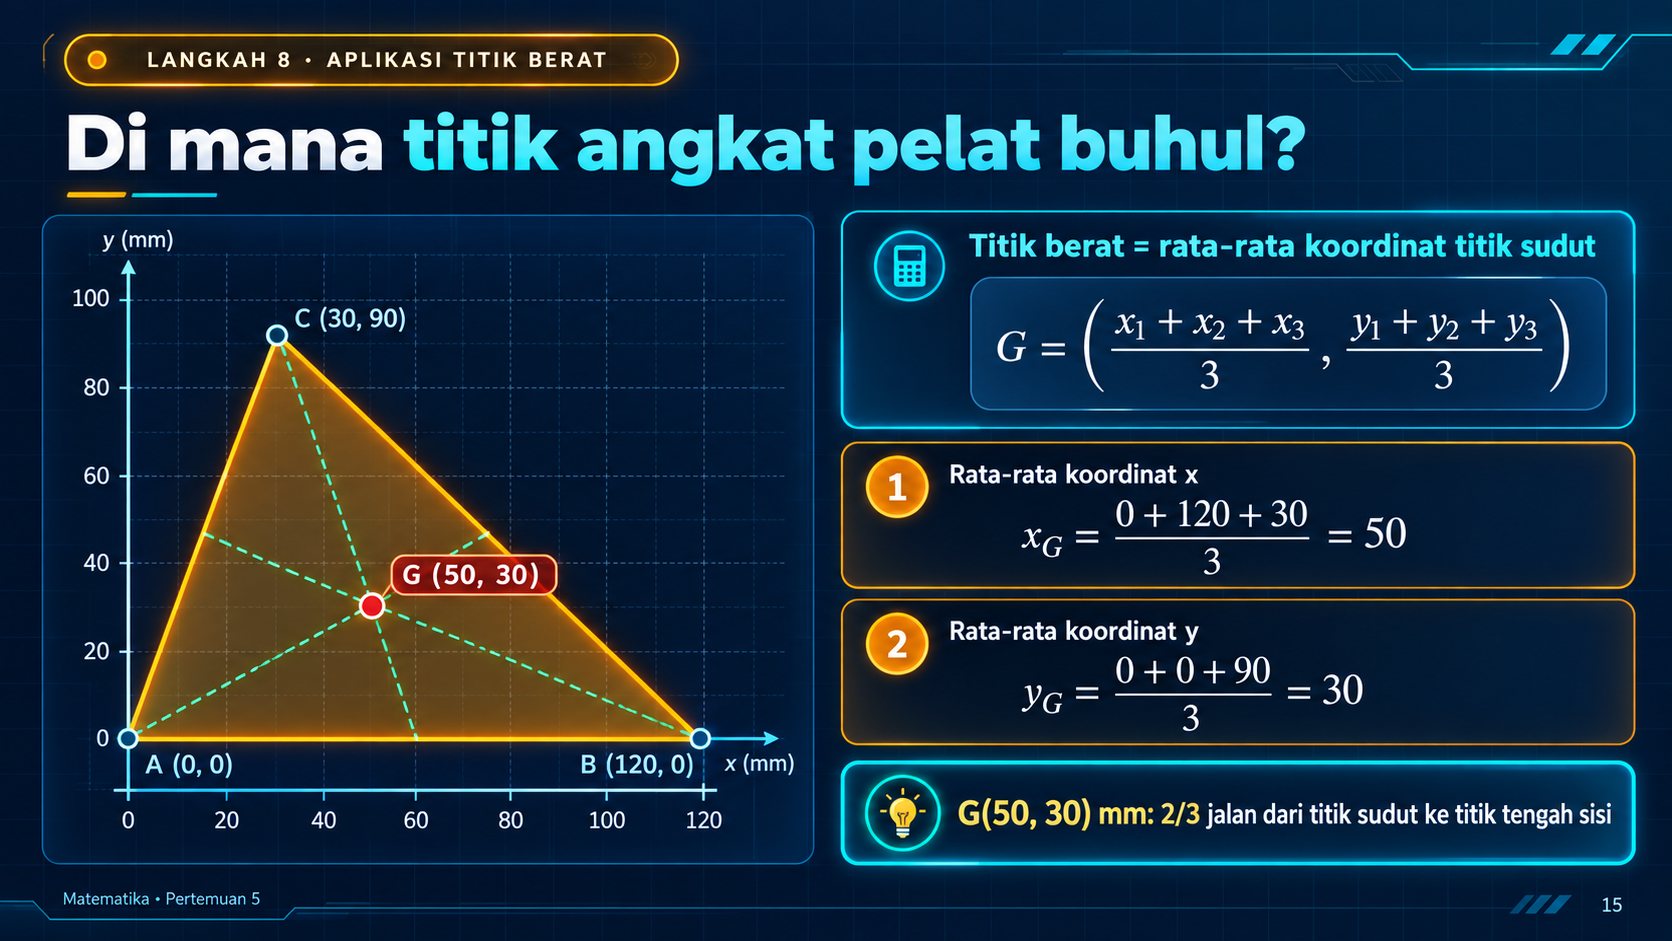 LANGKAH 8 • APLIKASI TITIK BERAT
Di mana titik angkat pelat buhul?
y (mm)
100
80
60
40
20
0
C (30, 90)
G (50, 30)
A (0, 0)
B (120, 0)
x (mm)
0 20 40 60 80 100 120
Titik berat = rata-rata koordinat titik sudut
G = ( (x₁ + x₂ + x₃)/3 , (y₁ + y₂ + y₃)/3 )
1
Rata-rata koordinat x
x_G = (0 + 120 + 30)/3 = 50
2
Rata-rata koordinat y
y_G = (0 + 0 + 90)/3 = 30
G(50, 30) mm: 2/3 jalan dari titik sudut ke titik tengah sisi
Matematika • Pertemuan 5
15